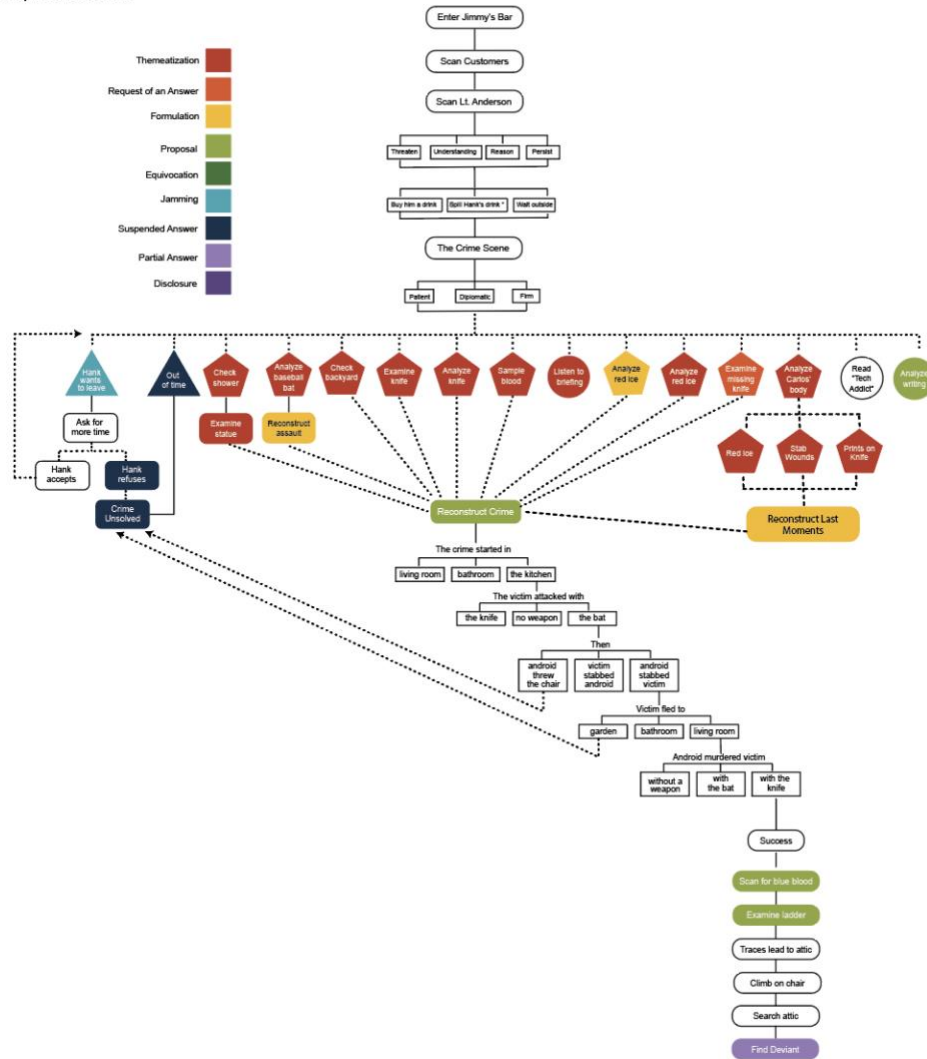 Enter Jimmy's Bar
Scan Customers
Scan Lt. Anderson
Themeatization
Request of an Answer
Formulation
Proposal
Equivocation
Jamming
Suspended Answer
Partial Answer
Disclosure
Threaten
Understanding
Reason
Persist
Buy him a drink
Spill Hank's drink *
Wait outside
The Crime Scene
Patient
Diplomatic
Firm
Hank
wants
to leave
Out
of time
Check
shower
Analyze
baseball
bat
Check
backyard
Examine
knife
Analyze
knife
Sample
blood
Listen to
briefing
Analyze
red ice
Analyze
red ice
Examine
missing
knife
Analyze
Carlos'
body
Read
"Tech
Addict"
Analyze
writing
Ask for
more time
Examine
statue
Reconstruct
assault
Hank
accepts
Hank
refuses
Crime
Unsolved
Red Ice
Stab
Wounds
Prints on
Knife
Reconstruct Crime
Reconstruct Last
Moments
The crime started in
living room
bathroom
the kitchen
The victim attacked with
the knife
no weapon
the bat
Then
android
threw
the chair
victim
stabbed
android
android
stabbed
victim
Victim fled to
garden
bathroom
living room
Android murdered victim
without a
weapon
with
the bat
with the
knife
Success
Scan for blue blood
Examine ladder
Traces lead to attic
Climb on chair
Search attic
Find Deviant